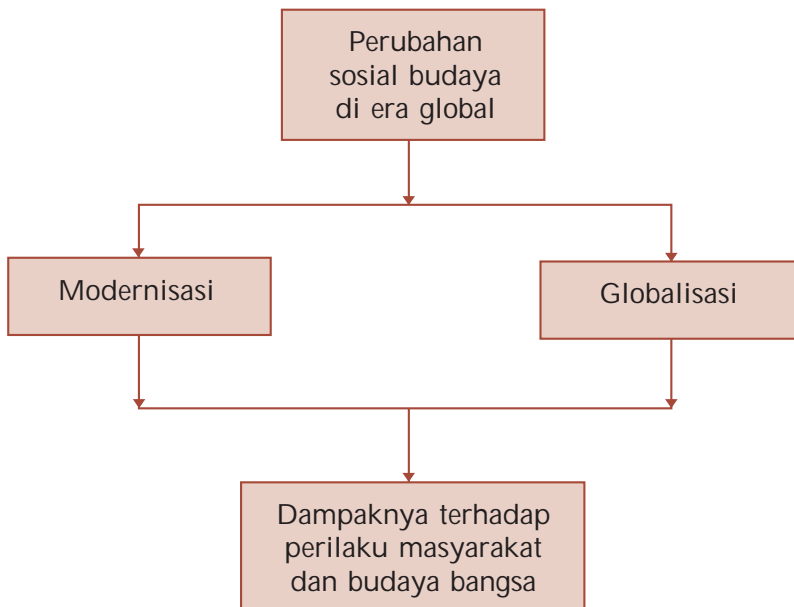 Perubahan
sosial budaya
di era global
Modernisasi
Globalisasi
Dampaknya terhadap
perilaku masyarakat
dan budaya bangsa